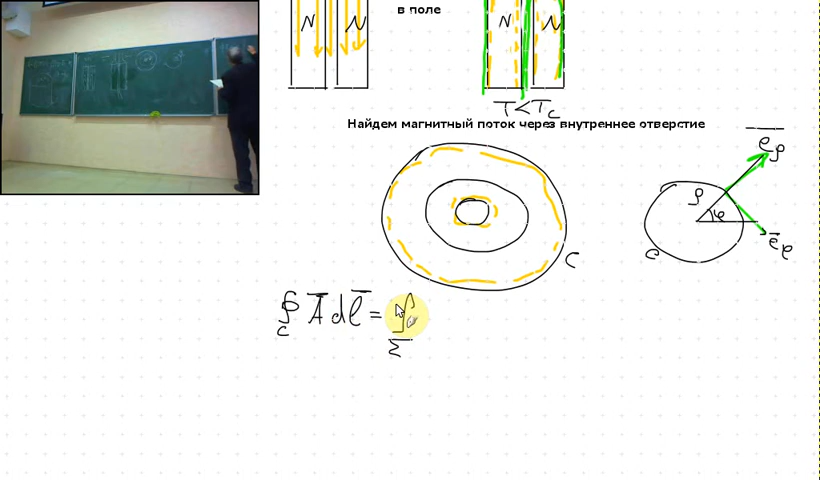 в поле
N N N N
T < Tc
Найдем магнитный поток через внутреннее отверстие
e̅ρ
ρ φ
C e̅φ
C
∮ A̅ dl̅ = ∬
C Σ